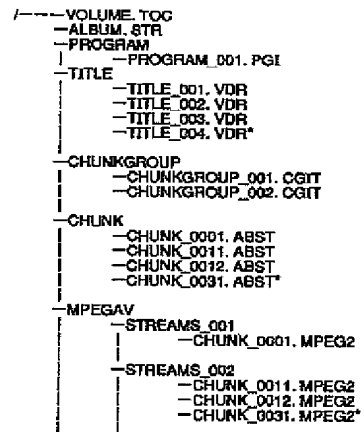 /
VOLUME. TOC
ALBUM. STR
PROGRAM
PROGRAM_001. PGI
TITLE
TITLE_001. VDR
TITLE_002. VDR
TITLE_003. VDR
TITLE_004. VDR*
CHUNKGROUP
CHUNKGROUP_001. CGIT
CHUNKGROUP_002. CGIT
CHUNK
CHUNK_0001. ABST
CHUNK_0011. ABST
CHUNK_0012. ABST
CHUNK_0031. ABST*
MPEGAV
STREAMS_001
CHUNK_0001. MPEG2
STREAMS_002
CHUNK_0011. MPEG2
CHUNK_0012. MPEG2
CHUNK_0031. MPEG2*